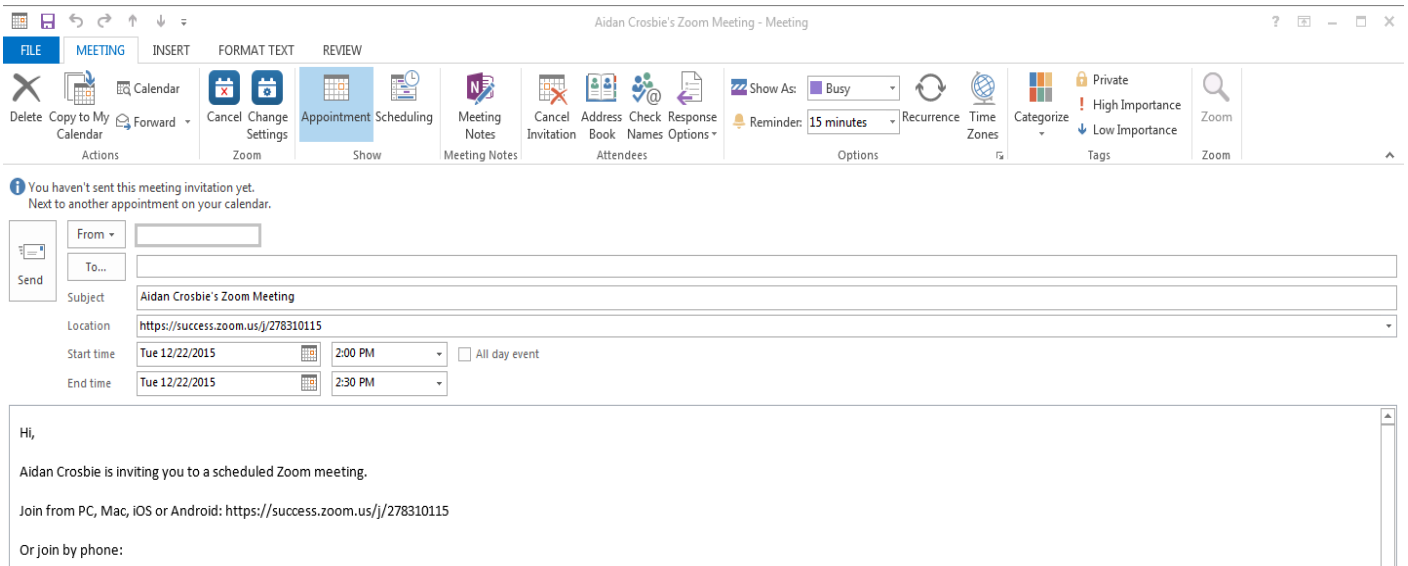 Aidan Crosbie's Zoom Meeting - Meeting
FILE MEETING INSERT FORMAT TEXT REVIEW
Delete
Copy to My Calendar
Calendar
Forward
Actions
Cancel
Change Settings
Zoom
Appointment
Scheduling
Show
Meeting Notes
Meeting Notes
Cancel Invitation
Address Book
Check Names
Response Options
Attendees
Show As: Busy
Reminder: 15 minutes
Recurrence
Time Zones
Options
Categorize
Private
High Importance
Low Importance
Tags
Zoom
Zoom
You haven't sent this meeting invitation yet.
Next to another appointment on your calendar.
Send
From
To...
Subject Aidan Crosbie's Zoom Meeting
Location https://success.zoom.us/j/278310115
Start time Tue 12/22/2015 2:00 PM All day event
End time Tue 12/22/2015 2:30 PM
Hi,
Aidan Crosbie is inviting you to a scheduled Zoom meeting.
Join from PC, Mac, iOS or Android: https://success.zoom.us/j/278310115
Or join by phone: